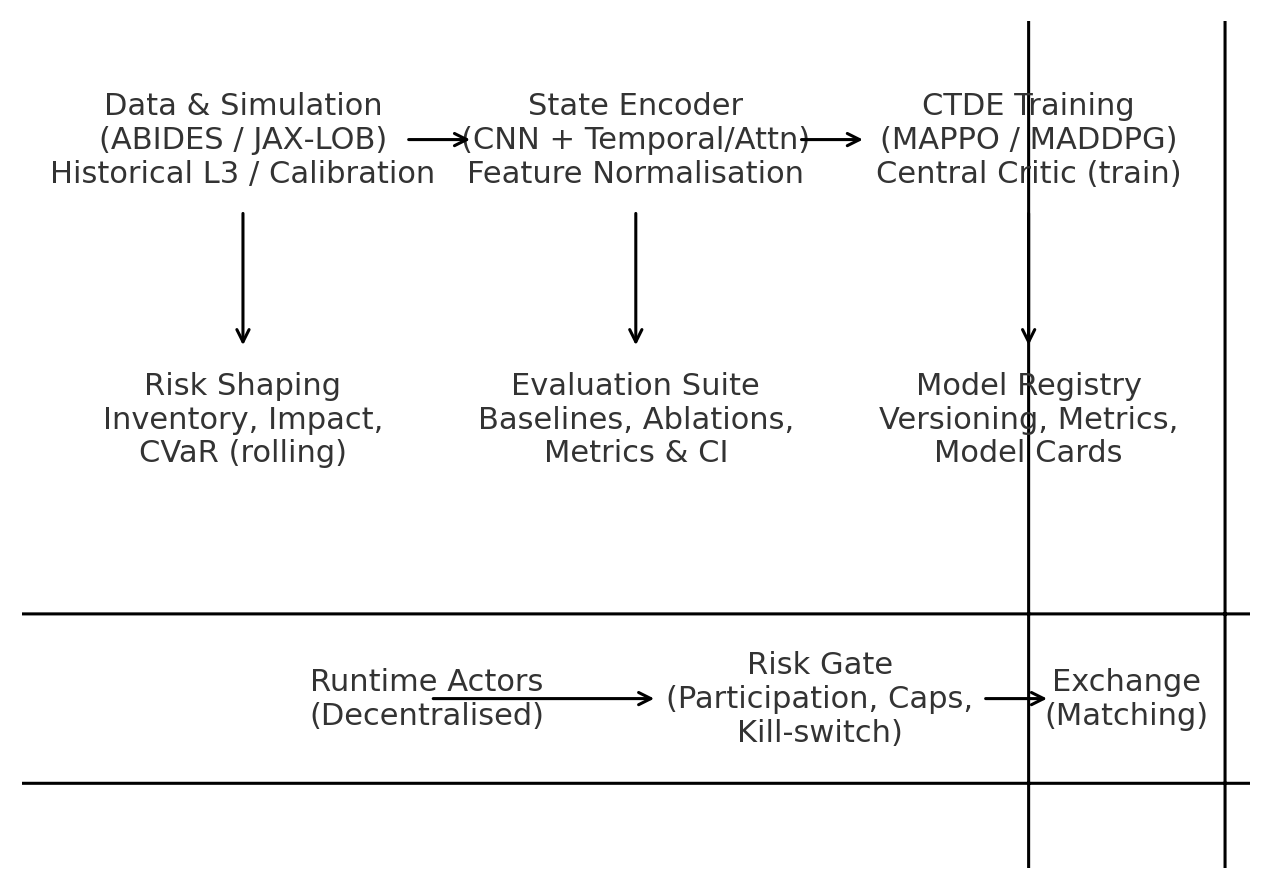 Data & Simulation
(ABIDES / JAX-LOB)
Historical L3 / Calibration
State Encoder
(CNN + Temporal/Attn)
Feature Normalisation
CTDE Training
(MAPPO / MADDPG)
Central Critic (train)
Risk Shaping
Inventory, Impact,
CVaR (rolling)
Evaluation Suite
Baselines, Ablations,
Metrics & CI
Model Registry
Versioning, Metrics,
Model Cards
Runtime Actors
(Decentralised)
Risk Gate
(Participation, Caps,
Kill-switch)
Exchange
(Matching)